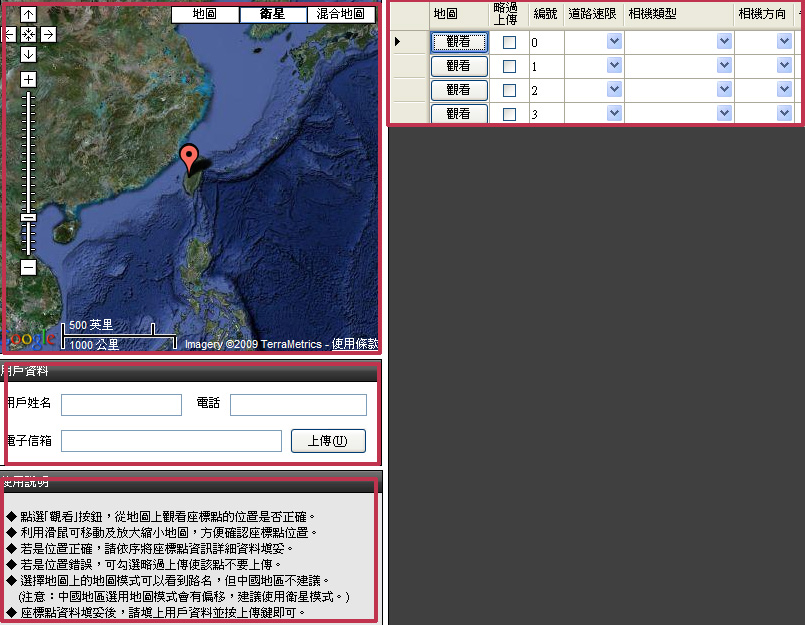 地圖 衛星 混合地圖
500 英里
1000 公里
Imagery ©2009 TerraMetrics - 使用條款
用戶資料
用戶姓名 電話
電子信箱 上傳(U)
使用說明
◆ 點選「觀看」按鈕，從地圖上觀看座標點的位置是否正確。
◆ 利用滑鼠可移動及放大縮小地圖，方便確認座標點位置。
◆ 若是位置正確，請依序將座標點資訊詳細資料填妥。
◆ 若是位置錯誤，可勾選略過上傳使該點不要上傳。
◆ 選擇地圖上的地圖模式可以看到路名，但中國地區不建議。
(注意：中國地區選用地圖模式會有偏移，建議使用衛星模式。)
◆ 座標點資料填妥後，請填上用戶資料並按上傳鍵即可。
地圖 略過上傳 編號 道路速限 相機類型 相機方向
觀看 0
觀看 1
觀看 2
觀看 3